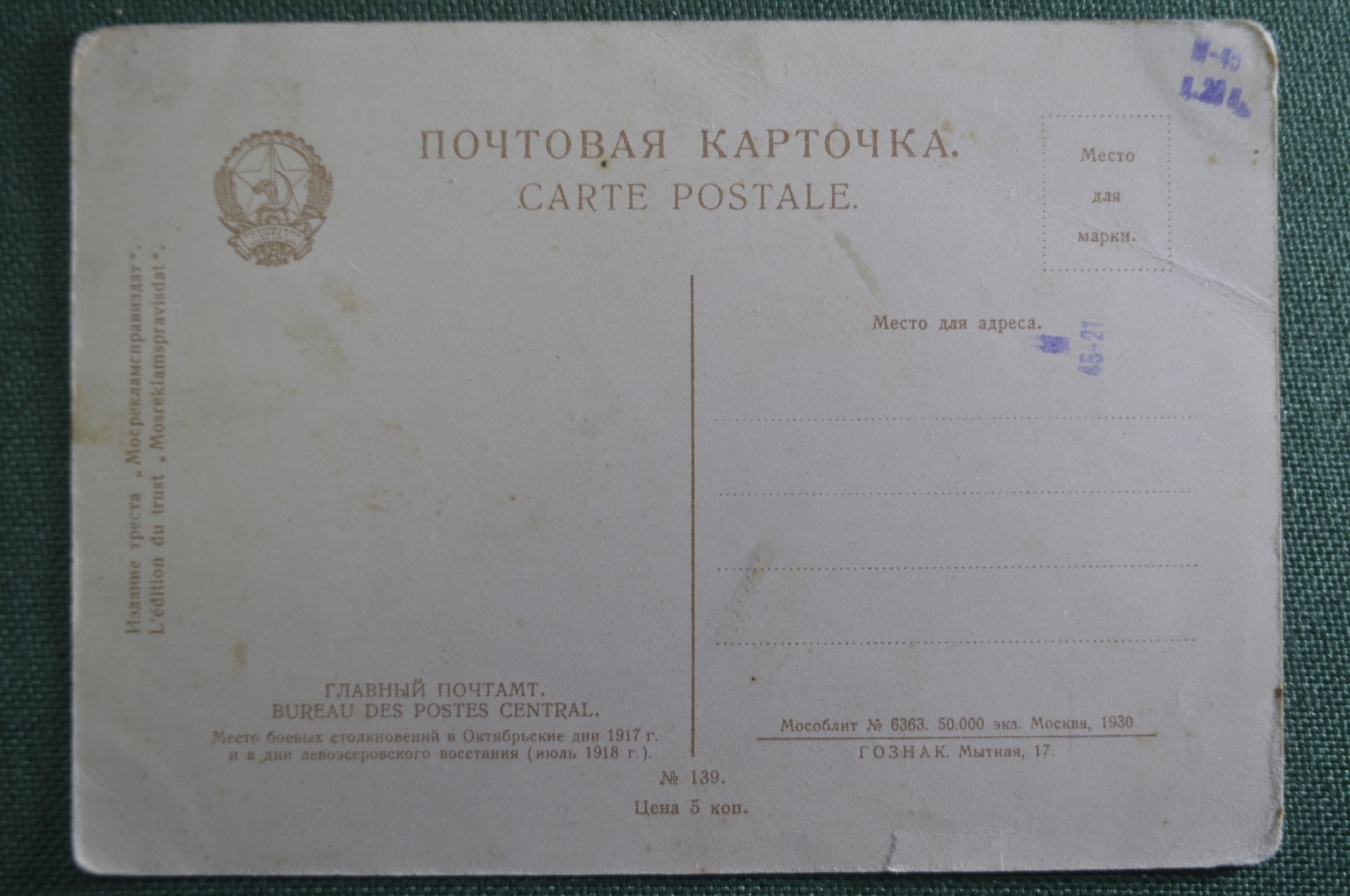 ПОЧТОВАЯ КАРТОЧКА.
CARTE POSTALE.
Место
для
марки.
Издание треста „Мосрекламсправиздат".
L'édition du trust „Mosreklamspravisdat".
Место для адреса.
45-21
ГЛАВНЫЙ ПОЧТАМТ.
BUREAU DES POSTES CENTRAL.
Место боевых столкновений в Октябрьские дни 1917 г.
и в дни левоэсеровского восстания (июль 1918 г.).
Мособлит № 6363. 50.000 экз. Москва, 1930
ГОЗНАК. Мытная, 17.
№ 139.
Цена 5 коп.